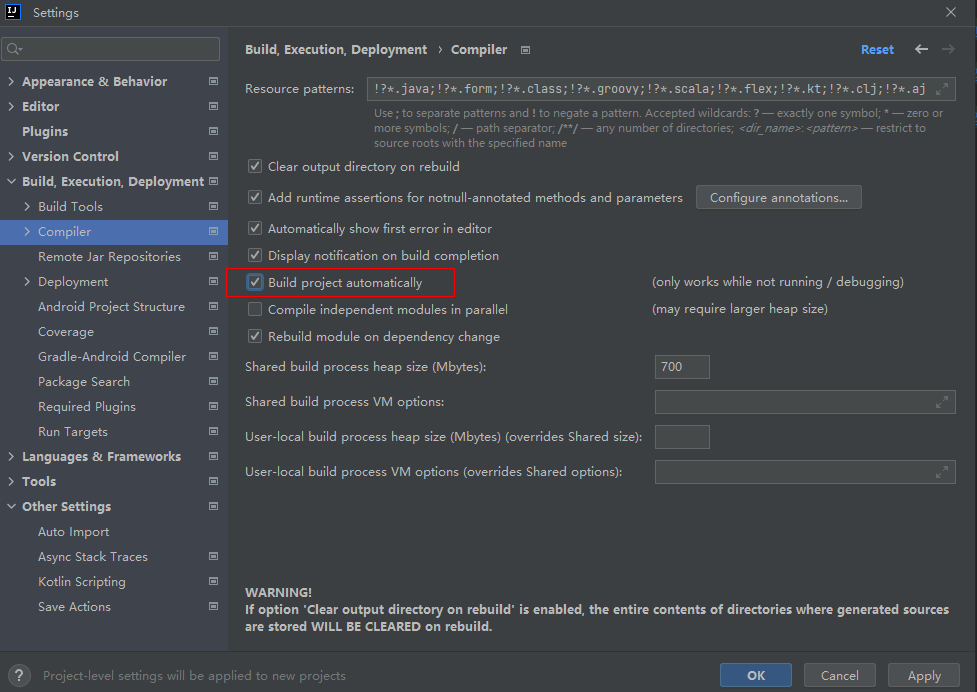 Settings
Appearance & Behavior
Editor
Plugins
Version Control
Build, Execution, Deployment
Build Tools
Compiler
Remote Jar Repositories
Deployment
Android Project Structure
Coverage
Gradle-Android Compiler
Package Search
Required Plugins
Run Targets
Languages & Frameworks
Tools
Other Settings
Auto Import
Async Stack Traces
Kotlin Scripting
Save Actions
Build, Execution, Deployment › Compiler
Reset
Resource patterns: !?*.java;!?*.form;!?*.class;!?*.groovy;!?*.scala;!?*.flex;!?*.kt;!?*.clj;!?*.aj
Use ; to separate patterns and ! to negate a pattern. Accepted wildcards: ? — exactly one symbol; * — zero or
more symbols; / — path separator; /**/ — any number of directories; <dir_name>:<pattern> — restrict to
source roots with the specified name
Clear output directory on rebuild
Add runtime assertions for notnull-annotated methods and parameters Configure annotations...
Automatically show first error in editor
Display notification on build completion
Build project automatically (only works while not running / debugging)
Compile independent modules in parallel (may require larger heap size)
Rebuild module on dependency change
Shared build process heap size (Mbytes): 700
Shared build process VM options:
User-local build process heap size (Mbytes) (overrides Shared size):
User-local build process VM options (overrides Shared options):
WARNING!
If option 'Clear output directory on rebuild' is enabled, the entire contents of directories where generated sources
are stored WILL BE CLEARED on rebuild.
? Project-level settings will be applied to new projects
OK Cancel Apply